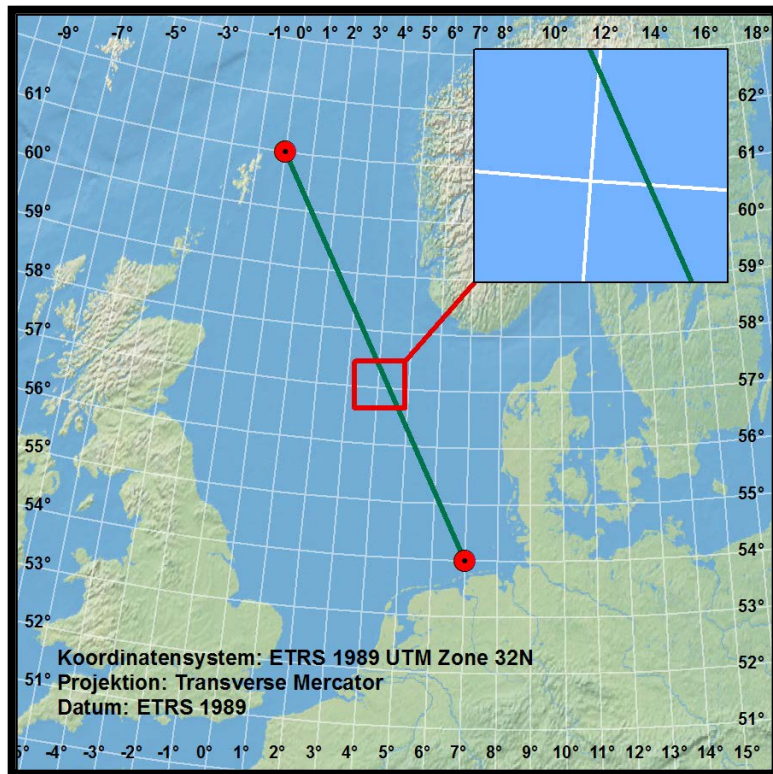 -9° -7° -5° -3° -1° 0° 1° 2° 3° 4° 5° 6° 7° 8° 10° 12° 14° 16° 18°
61° 62°
60° 61°
59° 60°
58° 59°
57° 58°
56° 57°
55° 56°
54° 55°
53° 54°
52° 53°
Koordinatensystem: ETRS 1989 UTM Zone 32N 52°
51° Projektion: Transverse Mercator
Datum: ETRS 1989 51°
5° -4° -3° -2° -1° 0° 1° 2° 3° 4° 5° 6° 7° 8° 9° 10° 11° 12° 13° 14° 15°